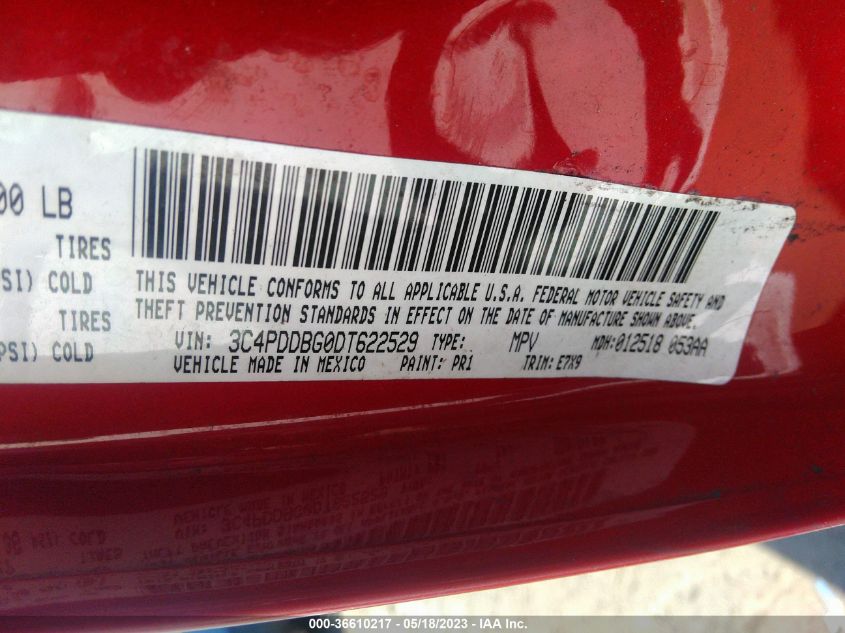 00 LB
TIRES
SI) COLD
TIRES
PSI) COLD
THIS VEHICLE CONFORMS TO ALL APPLICABLE U.S.A. FEDERAL MOTOR VEHICLE SAFETY AND
THEFT PREVENTION STANDARDS IN EFFECT ON THE DATE OF MANUFACTURE SHOWN ABOVE.
VIN: 3C4PDDBG0DT622529 TYPE: MPV MDH:012518 053AA
VEHICLE MADE IN MEXICO PAINT: PR1 TRIM: E7X9
000-36610217 - 05/18/2023 - IAA Inc.